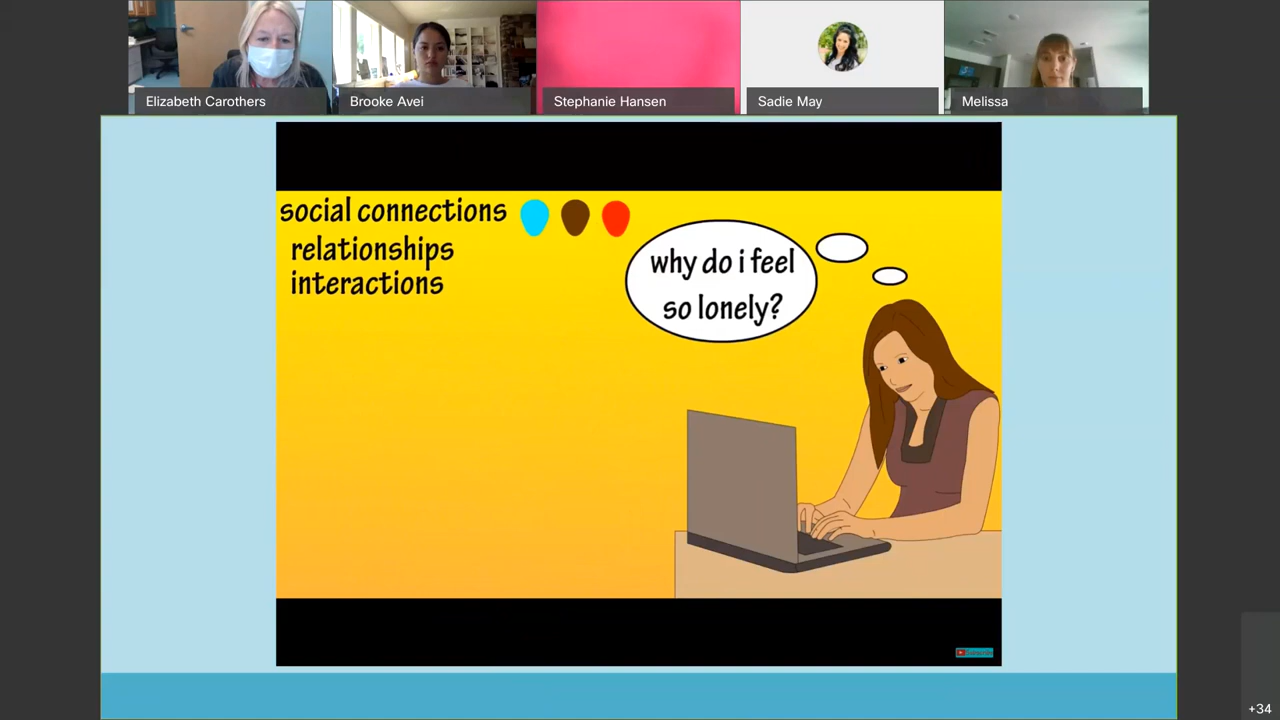 Elizabeth Carothers
Brooke Avei
Stephanie Hansen
Sadie May
Melissa
social connections
relationships
interactions
why do i feel
so lonely?
Subscribe
+34